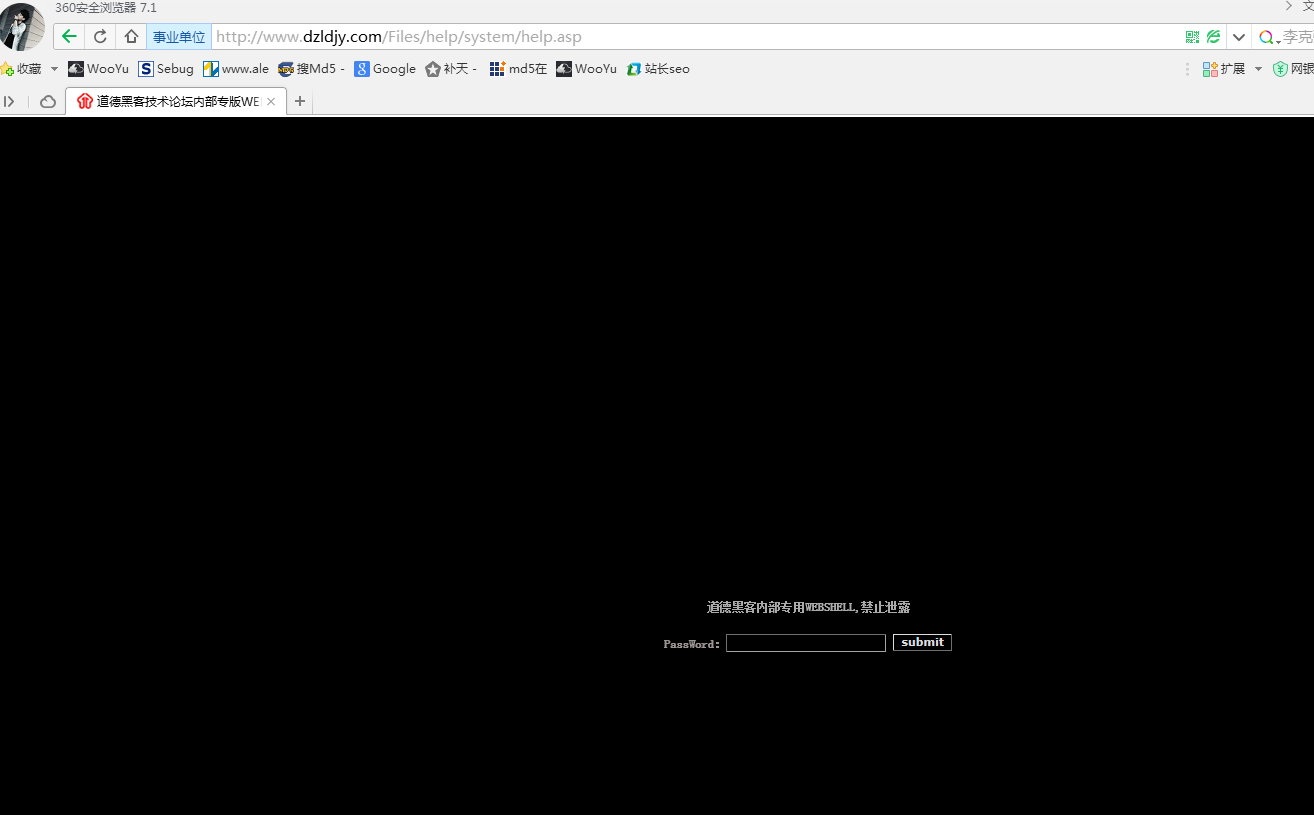 360安全浏览器 7.1
文
事业单位 http://www.dzldjy.com/Files/help/system/help.asp 李克
收藏 WooYu Sebug www.ale 搜Md5 - Google 补天 - md5在 WooYu 站长seo 扩展 网银
道德黑客技术论坛内部专版WE
道德黑客内部专用WEBSHELL,禁止泄露
PassWord: submit